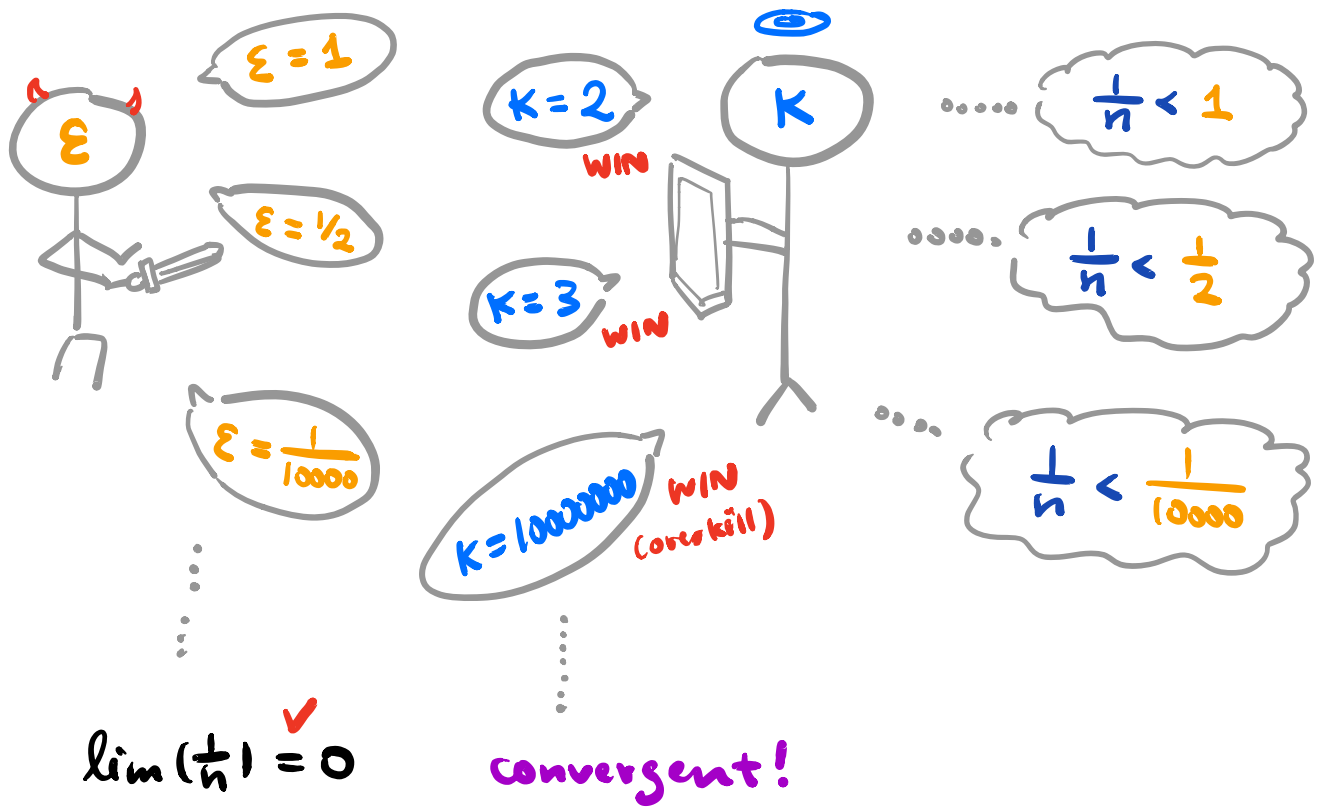 ε = 1
ε
ε = 1/2
ε = 1/10000
K = 2
WIN
K
K = 3
WIN
K = 10000000
WIN
(overkill)
1/n < 1
1/n < 1/2
1/n < 1/10000
lim (1/n) = 0 ✓
convergent!